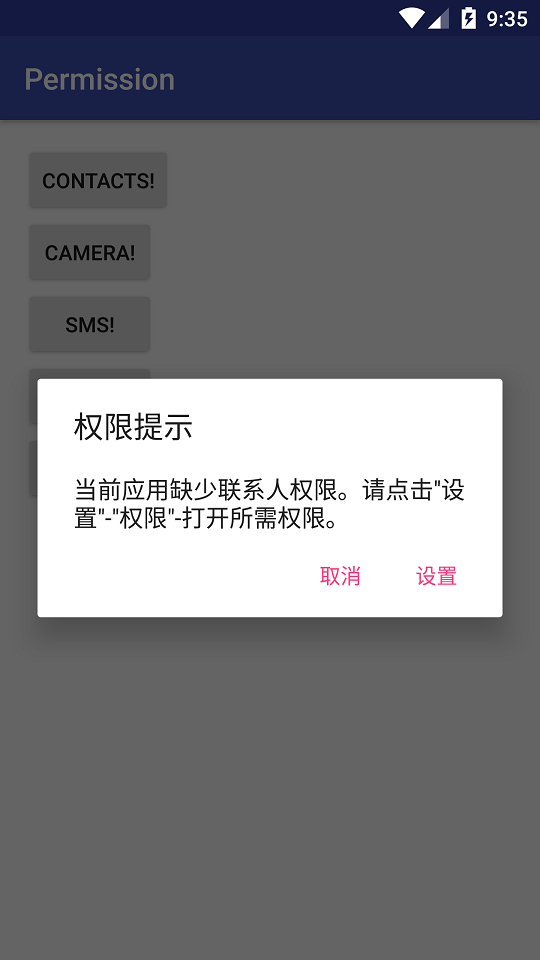 9:35
Permission
CONTACTS!
CAMERA!
SMS!
权限提示
当前应用缺少联系人权限。请点击"设
置"-"权限"-打开所需权限。
取消
设置